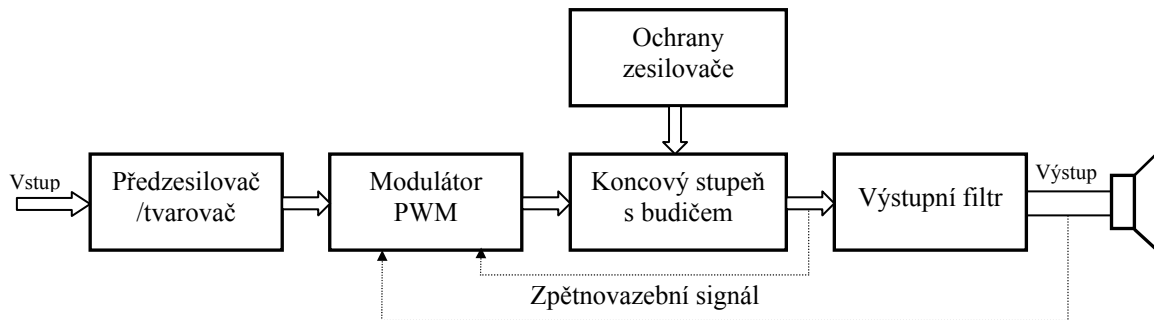 Ochrany
zesilovače
Vstup
Předzesilovač
/tvarovač
Modulátor
PWM
Koncový stupeň
s budičem
Výstupní filtr
Výstup
Zpětnovazební signál